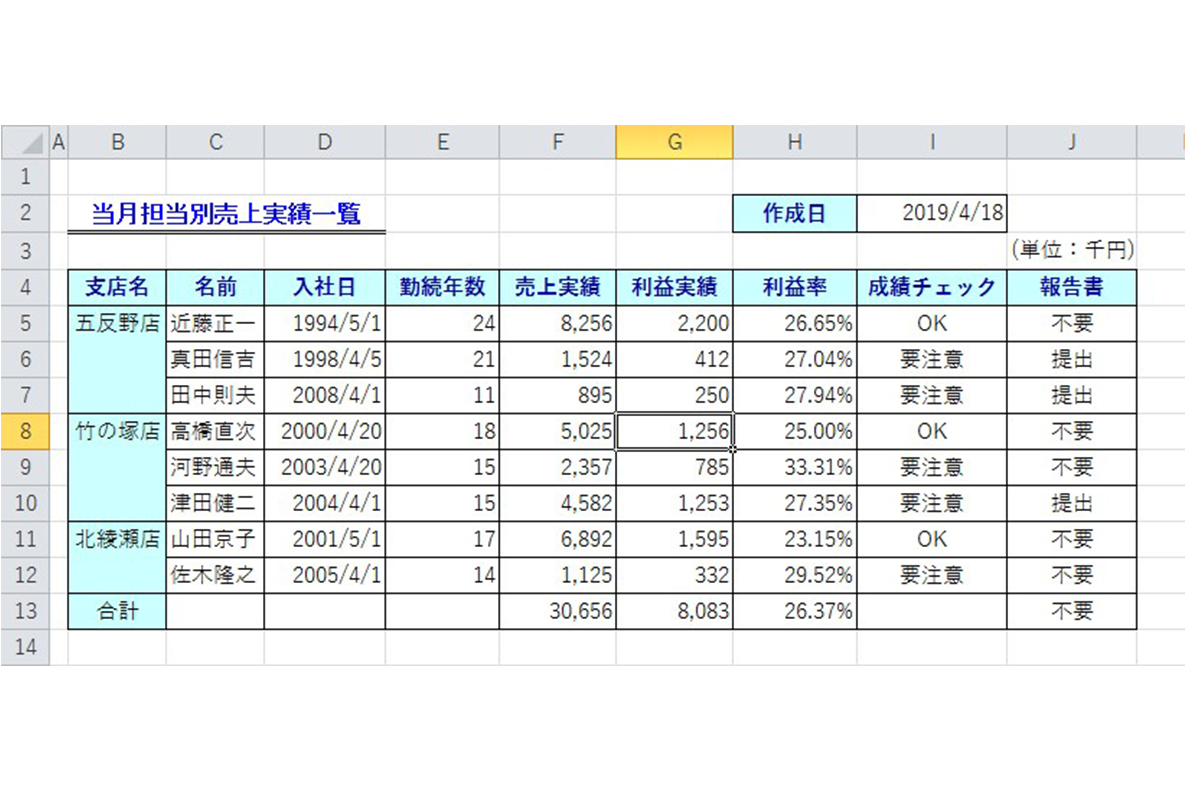 A B C D E F G H I J
1
2 当月担当別売上実績一覧 作成日 2019/4/18
3 (単位：千円)
4 支店名 名前 入社日 勤続年数 売上実績 利益実績 利益率 成績チェック 報告書
5 五反野店 近藤正一 1994/5/1 24 8,256 2,200 26.65% OK 不要
6 真田信吉 1998/4/5 21 1,524 412 27.04% 要注意 提出
7 田中則夫 2008/4/1 11 895 250 27.94% 要注意 提出
8 竹の塚店 高橋直次 2000/4/20 18 5,025 1,256 25.00% OK 不要
9 河野通夫 2003/4/20 15 2,357 785 33.31% 要注意 不要
10 津田健二 2004/4/1 15 4,582 1,253 27.35% 要注意 提出
11 北綾瀬店 山田京子 2001/5/1 17 6,892 1,595 23.15% OK 不要
12 佐木隆之 2005/4/1 14 1,125 332 29.52% 要注意 不要
13 合計 30,656 8,083 26.37% 不要
14